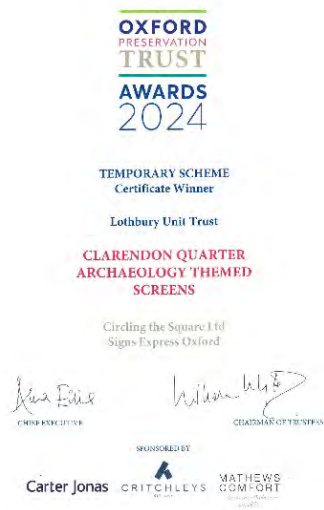 OXFORD
PRESERVATION
TRUST
AWARDS
2024
TEMPORARY SCHEME
Certificate Winner
Lothbury Unit Trust
CLARENDON QUARTER
ARCHAEOLOGY THEMED
SCREENS
Circling the Square Ltd
Signs Express Oxford
CHIEF EXECUTIVE
CHAIRMAN OF TRUSTEES
SPONSORED BY
Carter Jonas
CRITCHLEYS
MATHEWS
COMFORT